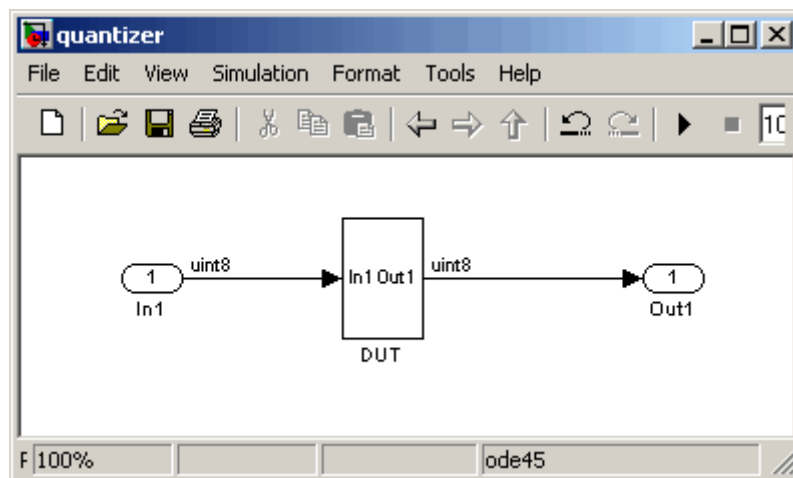 quantizer
File Edit View Simulation Format Tools Help
10
uint8 uint8
1 In1 Out1 1
In1 Out1
DUT
F 100% ode45